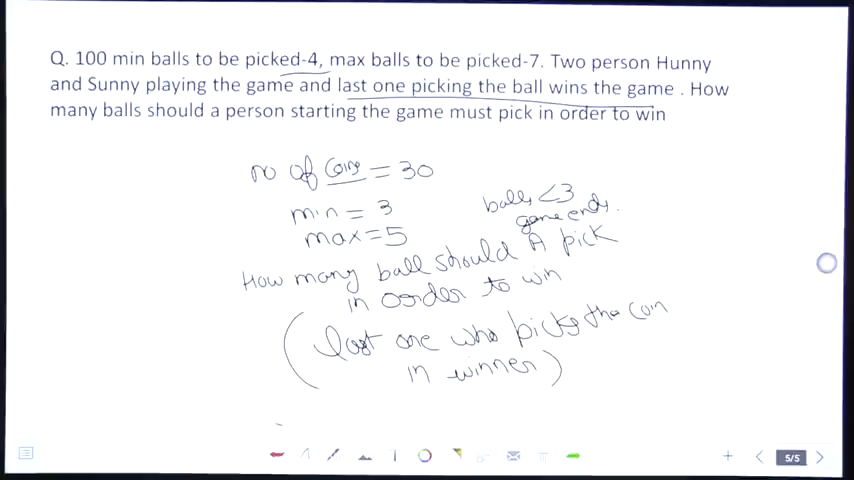 Q. 100 min balls to be picked-4, max balls to be picked-7. Two person Hunny
and Sunny playing the game and last one picking the ball wins the game . How
many balls should a person starting the game must pick in order to win
no of coins = 30
min = 3
max = 5
balls < 3
game ends.
How many ball should A pick
in order to win
(last one who picks the coin
in winner)
5/5